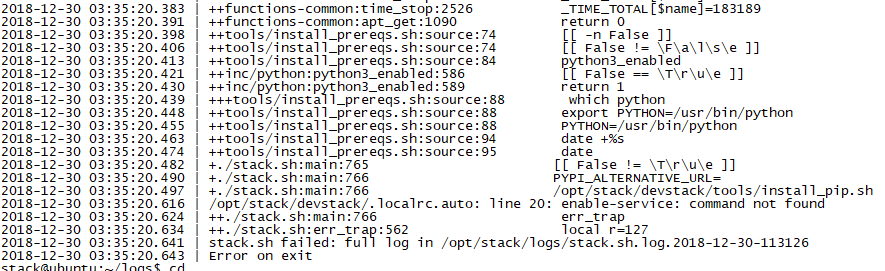 2018-12-30 03:35:20.383 | ++functions-common:time_stop:2526 _TIME_TOTAL[$name]=183189
2018-12-30 03:35:20.391 | ++functions-common:apt_get:1090 return 0
2018-12-30 03:35:20.398 | ++tools/install_prereqs.sh:source:74 [[ -n False ]]
2018-12-30 03:35:20.406 | ++tools/install_prereqs.sh:source:74 [[ False != \F\a\l\s\e ]]
2018-12-30 03:35:20.413 | ++tools/install_prereqs.sh:source:84 python3_enabled
2018-12-30 03:35:20.421 | ++inc/python:python3_enabled:586 [[ False == \T\r\u\e ]]
2018-12-30 03:35:20.430 | ++inc/python:python3_enabled:589 return 1
2018-12-30 03:35:20.439 | +++tools/install_prereqs.sh:source:88 which python
2018-12-30 03:35:20.448 | ++tools/install_prereqs.sh:source:88 export PYTHON=/usr/bin/python
2018-12-30 03:35:20.455 | ++tools/install_prereqs.sh:source:88 PYTHON=/usr/bin/python
2018-12-30 03:35:20.463 | ++tools/install_prereqs.sh:source:94 date +%s
2018-12-30 03:35:20.474 | ++tools/install_prereqs.sh:source:95 date
2018-12-30 03:35:20.482 | +./stack.sh:main:765 [[ False != \T\r\u\e ]]
2018-12-30 03:35:20.490 | +./stack.sh:main:766 PYPI_ALTERNATIVE_URL=
2018-12-30 03:35:20.497 | +./stack.sh:main:766 /opt/stack/devstack/tools/install_pip.sh
2018-12-30 03:35:20.616 | /opt/stack/devstack/.localrc.auto: line 20: enable-service: command not found
2018-12-30 03:35:20.624 | ++./stack.sh:main:766 err_trap
2018-12-30 03:35:20.634 | ++./stack.sh:err_trap:562 local r=127
2018-12-30 03:35:20.641 | stack.sh failed: full log in /opt/stack/logs/stack.sh.log.2018-12-30-113126
2018-12-30 03:35:20.643 | Error on exit
stack@ubuntu:~/logs$ cd